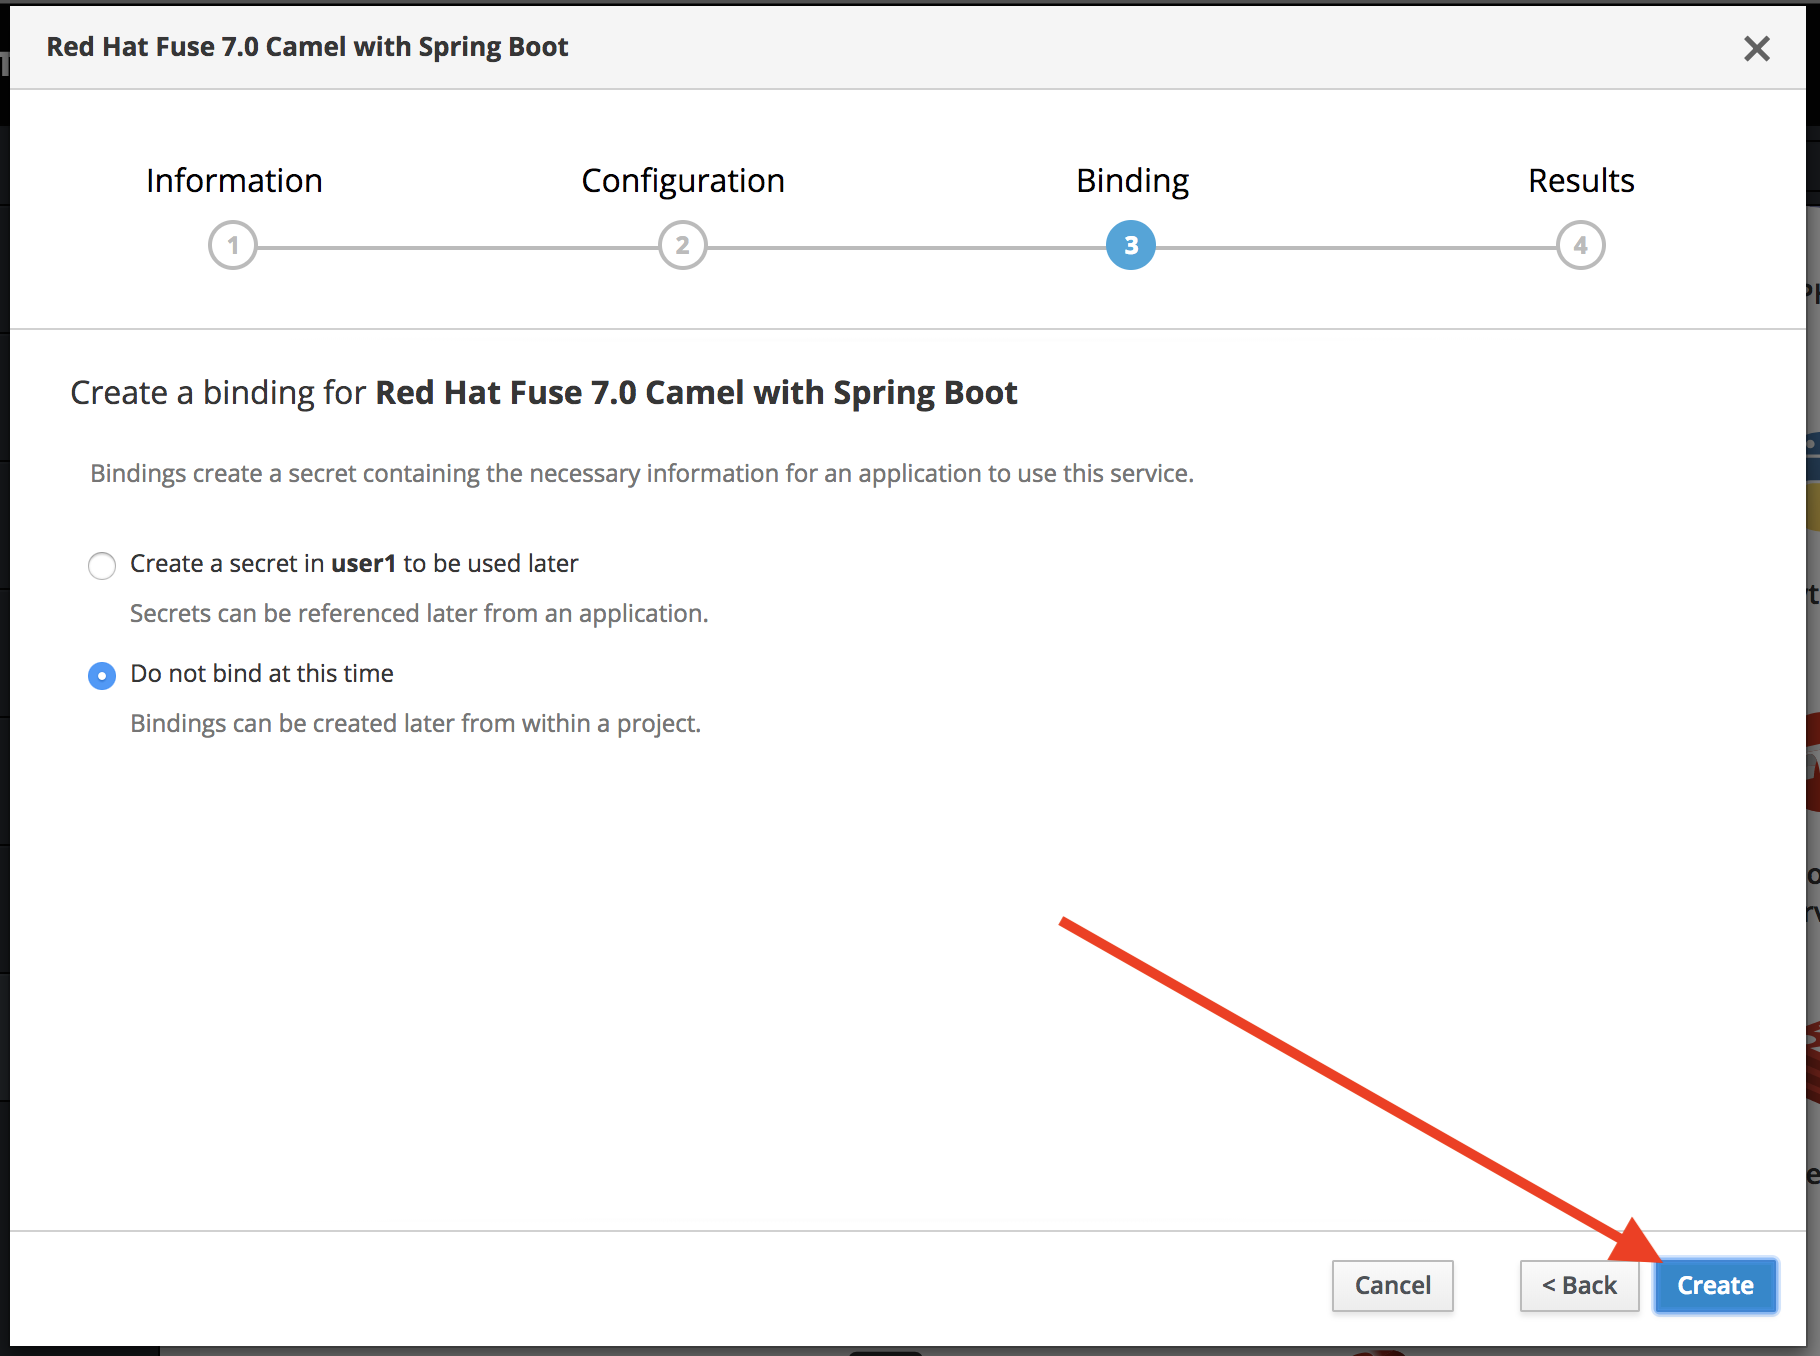 Red Hat Fuse 7.0 Camel with Spring Boot
Information Configuration Binding Results
1 2 3 4
Create a binding for Red Hat Fuse 7.0 Camel with Spring Boot
Bindings create a secret containing the necessary information for an application to use this service.
Create a secret in user1 to be used later
Secrets can be referenced later from an application.
Do not bind at this time
Bindings can be created later from within a project.
Cancel < Back Create